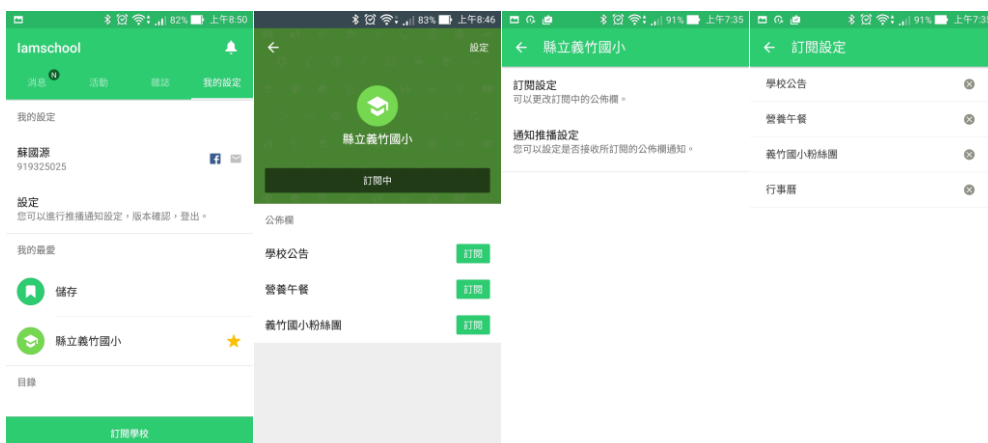 82% 上午8:50
Iamschool
消息 N 活動 雜誌 我的設定
我的設定
蘇國源
919325025
設定
您可以進行推播通知設定，版本確認，登出。
我的最愛
儲存
縣立義竹國小
目錄
訂閱學校
83% 上午8:46
設定
縣立義竹國小
訂閱中
公佈欄
學校公告 訂閱
營養午餐 訂閱
義竹國小粉絲團 訂閱
91% 上午7:35
縣立義竹國小
訂閱設定
可以更改訂閱中的公佈欄。
通知推播設定
您可以設定是否接收所訂閱的公佈欄通知。
91% 上午7:35
訂閱設定
學校公告
營養午餐
義竹國小粉絲團
行事曆